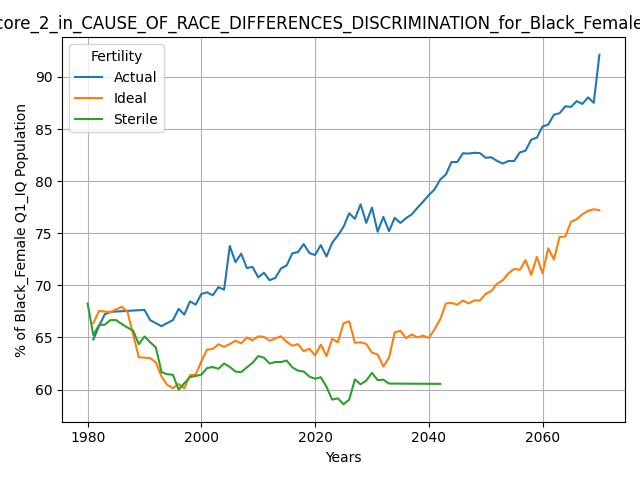 core_2_in_CAUSE_OF_RACE_DIFFERENCES_DISCRIMINATION_for_Black_Female
Fertility
Actual
Ideal
Sterile
90
85
80
75
70
65
60
% of Black_Female Q1_IQ Population
1980
2000
2020
2040
2060
Years